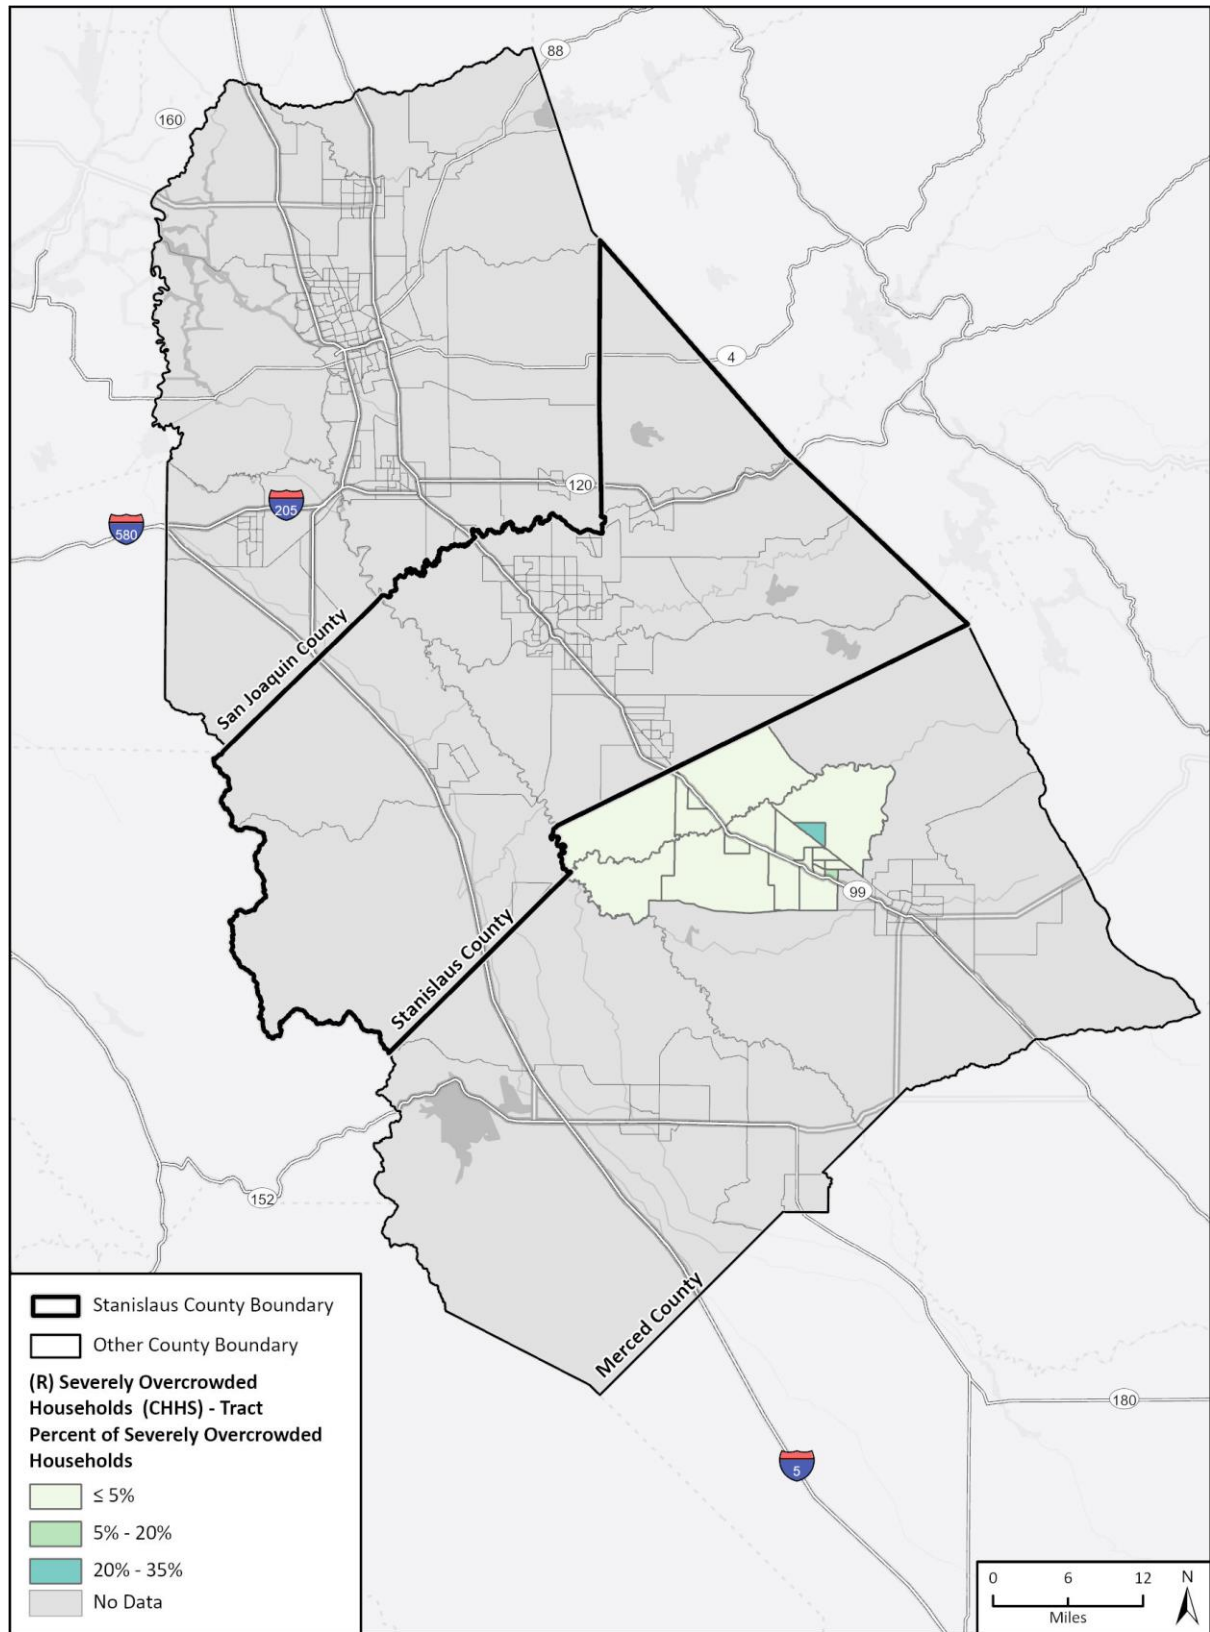 88
160
4
120
205
580
San Joaquin County
99
Stanislaus County
152
Merced County
180
5
Stanislaus County Boundary
Other County Boundary
(R) Severely Overcrowded
Households (CHHS) - Tract
Percent of Severely Overcrowded
Households
≤ 5%
5% - 20%
20% - 35%
No Data
0 6 12
Miles
N